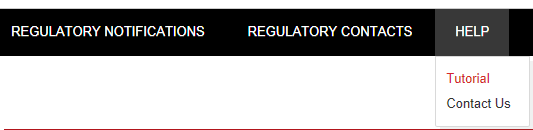 REGULATORY NOTIFICATIONS REGULATORY CONTACTS HELP
Tutorial
Contact Us